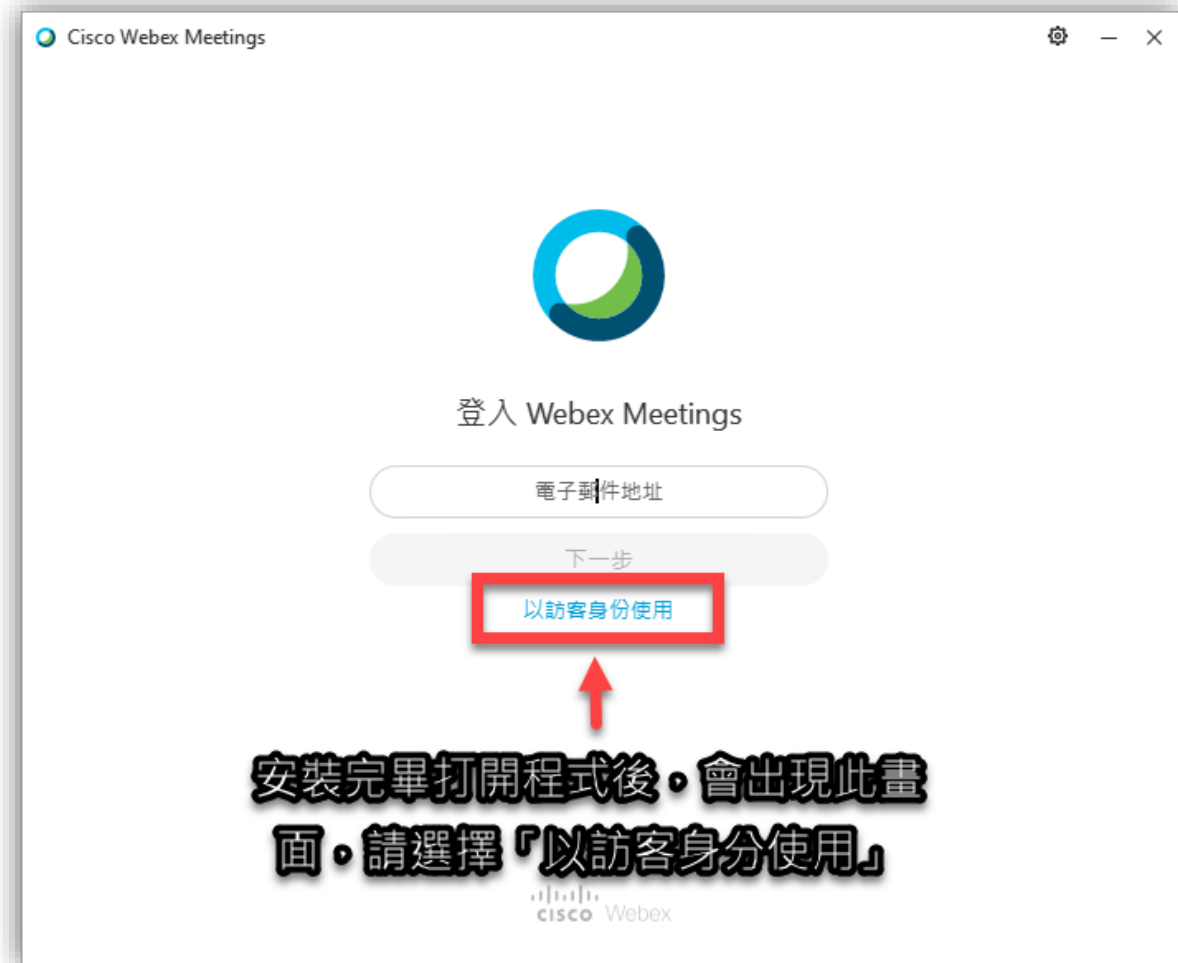 Cisco Webex Meetings
登入 Webex Meetings
電子郵件地址
下一步
以訪客身份使用
安裝完畢打開程式後，會出現此畫
面，請選擇『以訪客身分使用』
CISCO Webex